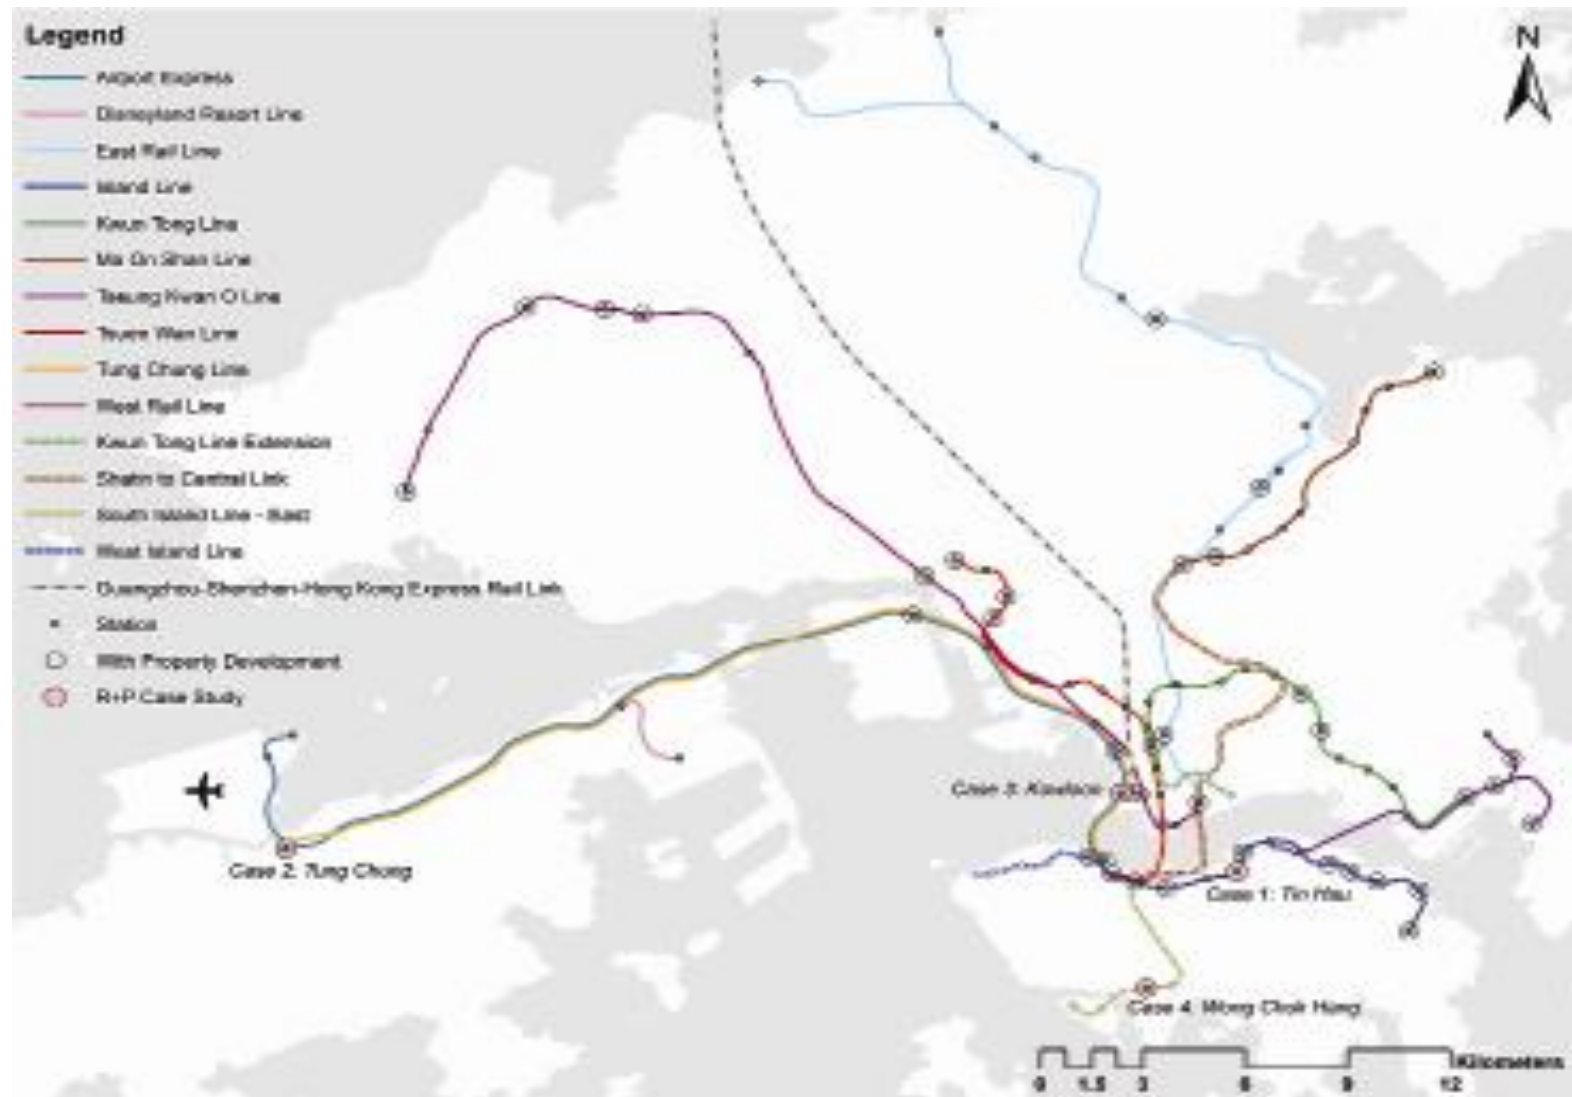 Legend
Airport Express
Disneyland Resort Line
East Rail Line
Island Line
Kwun Tong Line
Ma On Shan Line
Tseung Kwan O Line
Tsuen Wan Line
Tung Chung Line
West Rail Line
Kwun Tong Line Extension
Shatin to Central Link
South Island Line - East
West Island Line
Guangzhou-Shenzhen-Hong Kong Express Rail Link
Station
With Property Development
R+P Case Study
N
Case 3: Kowloon
Case 2: Tung Chung
Case 1: Tin Hau
Case 4: Wong Chuk Hang
0 1.5 3 6 9 12 Kilometers